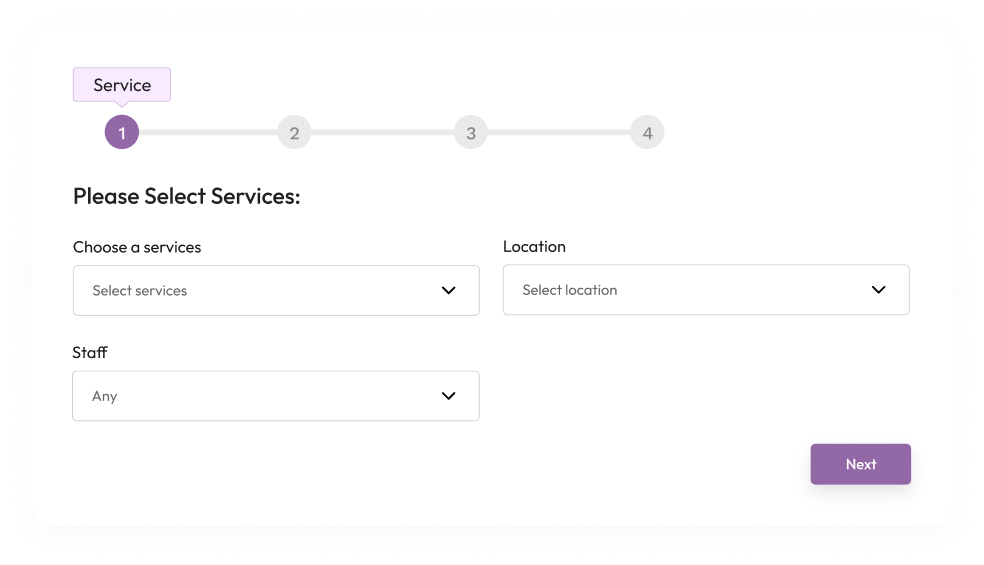 Service
1 2 3 4
Please Select Services:
Choose a services
Location
Select services
Select location
Staff
Any
Next